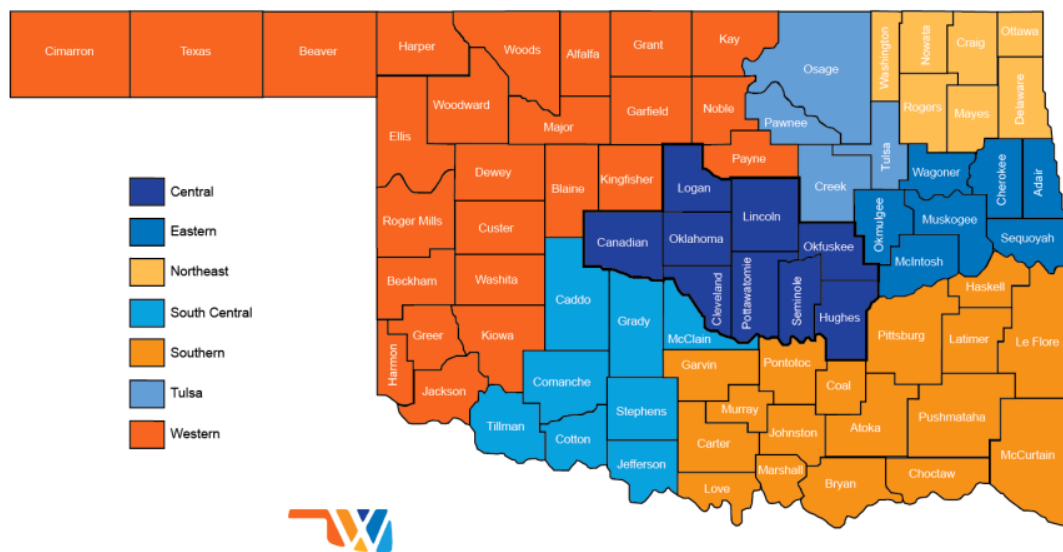 Cimarron
Texas
Beaver
Harper
Woods
Alfalfa
Grant
Kay
Osage
Washington
Nowata
Craig
Ottawa
Woodward
Ellis
Major
Garfield
Noble
Pawnee
Rogers
Mayes
Delaware
Dewey
Blaine
Kingfisher
Logan
Payne
Creek
Tulsa
Wagoner
Cherokee
Adair
Roger Mills
Custer
Canadian
Oklahoma
Lincoln
Okfuskee
Okmulgee
Muskogee
Sequoyah
Beckham
Washita
Caddo
Grady
Cleveland
Pottawatomie
Seminole
Hughes
McIntosh
Haskell
Harmon
Greer
Kiowa
McClain
Pittsburg
Latimer
Le Flore
Jackson
Comanche
Garvin
Pontotoc
Coal
Tillman
Cotton
Stephens
Murray
Johnston
Atoka
Pushmataha
McCurtain
Jefferson
Carter
Love
Marshall
Bryan
Choctaw
Central
Eastern
Northeast
South Central
Southern
Tulsa
Western